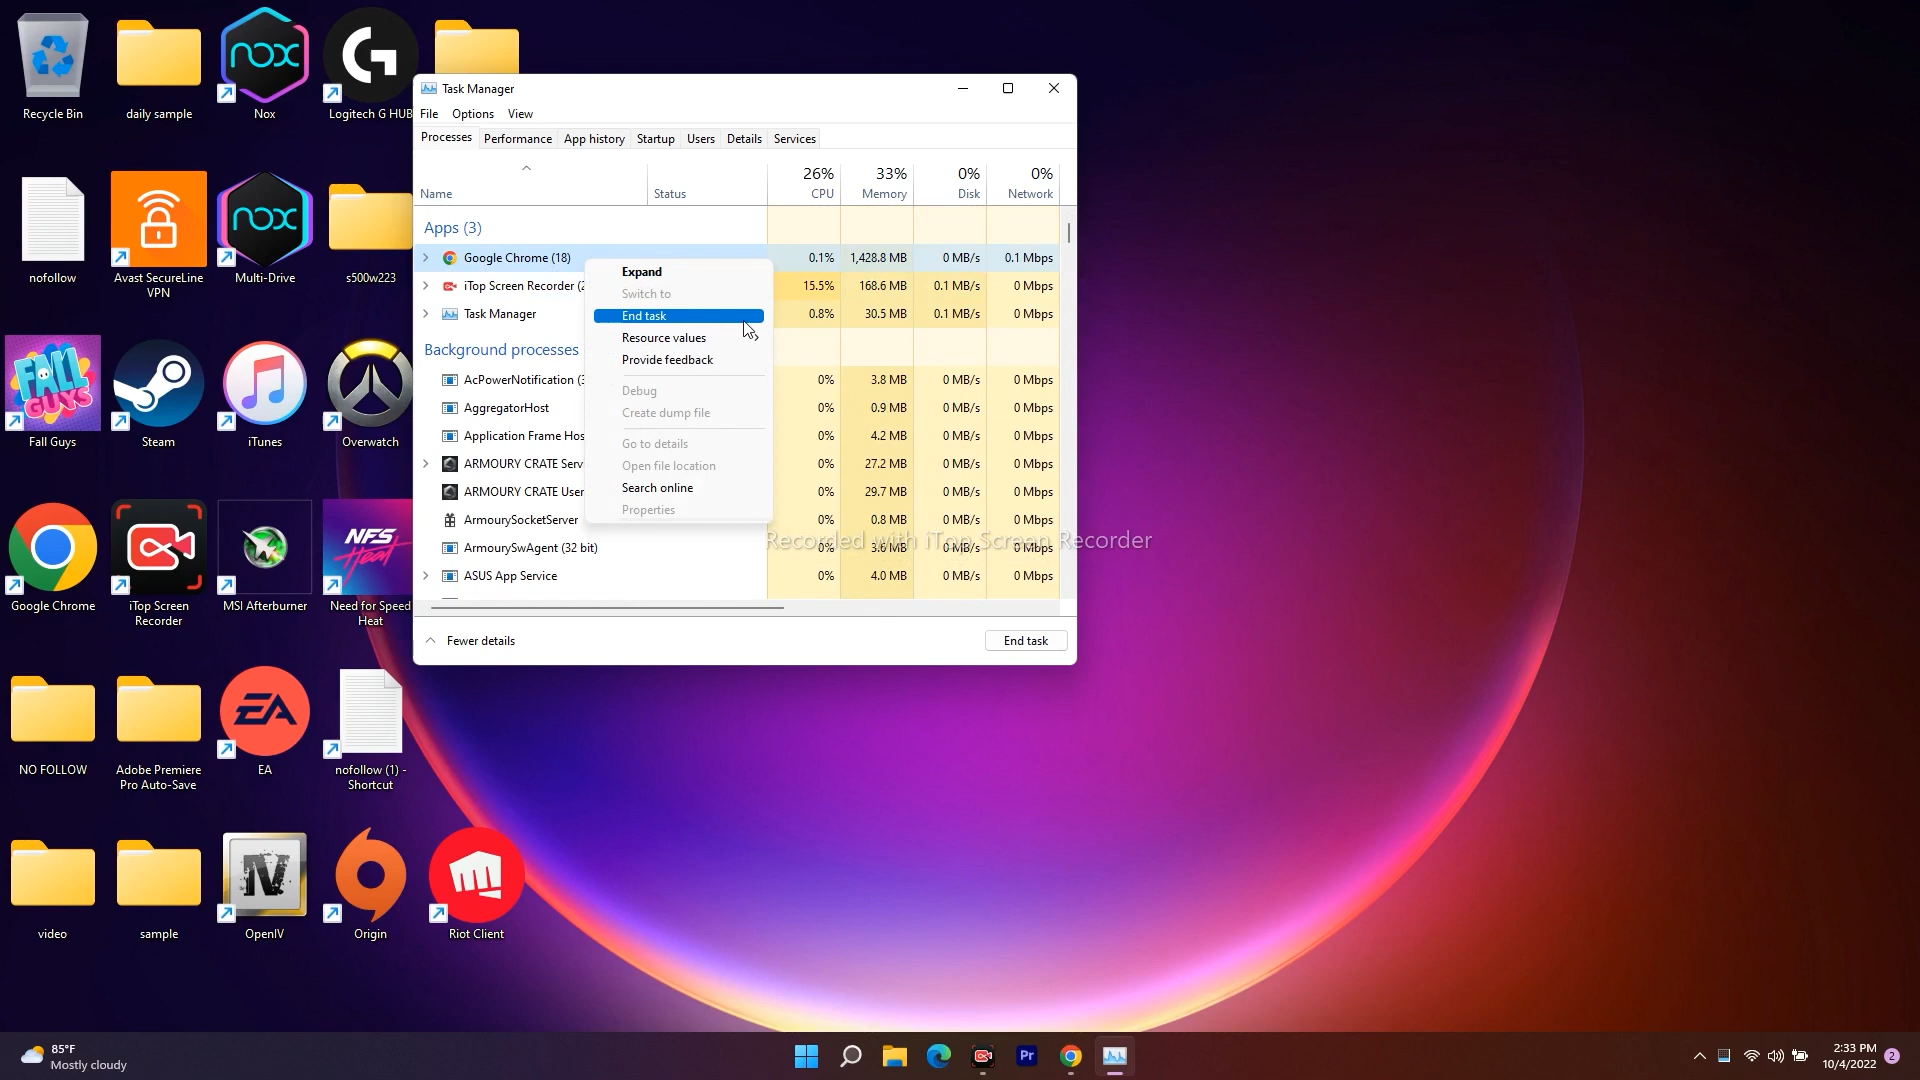 Recycle Bin
daily sample
nox
Nox
Logitech G HUB
nofollow
Avast SecureLine
VPN
nox
Multi-Drive
s500w223
FALL
GUYS
Fall Guys
Steam
iTunes
Overwatch
Google Chrome
iTop Screen
Recorder
MSI Afterburner
NFS
Heat
Need for Speed
Heat
NO FOLLOW
Adobe Premiere
Pro Auto-Save
EA
EA
nofollow (1) -
Shortcut
video
sample
IV
OpenIV
Origin
Riot Client
Task Manager
File Options View
Processes Performance App history Startup Users Details Services
26% 33% 0% 0%
Name Status CPU Memory Disk Network
Apps (3)
Google Chrome (18) 0.1% 1,428.8 MB 0 MB/s 0.1 Mbps
iTop Screen Recorder (2 15.5% 168.6 MB 0.1 MB/s 0 Mbps
Task Manager 0.8% 30.5 MB 0.1 MB/s 0 Mbps
Background processes
AcPowerNotification (3 0% 3.8 MB 0 MB/s 0 Mbps
AggregatorHost 0% 0.9 MB 0 MB/s 0 Mbps
Application Frame Hos 0% 4.2 MB 0 MB/s 0 Mbps
ARMOURY CRATE Serv 0% 27.2 MB 0 MB/s 0 Mbps
ARMOURY CRATE User 0% 29.7 MB 0 MB/s 0 Mbps
ArmourySocketServer 0% 0.8 MB 0 MB/s 0 Mbps
ArmourySwAgent (32 bit) 0% 3.6 MB 0 MB/s 0 Mbps
ASUS App Service 0% 4.0 MB 0 MB/s 0 Mbps
Expand
Switch to
End task
Resource values
Provide feedback
Debug
Create dump file
Go to details
Open file location
Search online
Properties
Recorded with iTop Screen Recorder
Fewer details
End task
85°F
Mostly cloudy
Pr
2:33 PM
10/4/2022
2